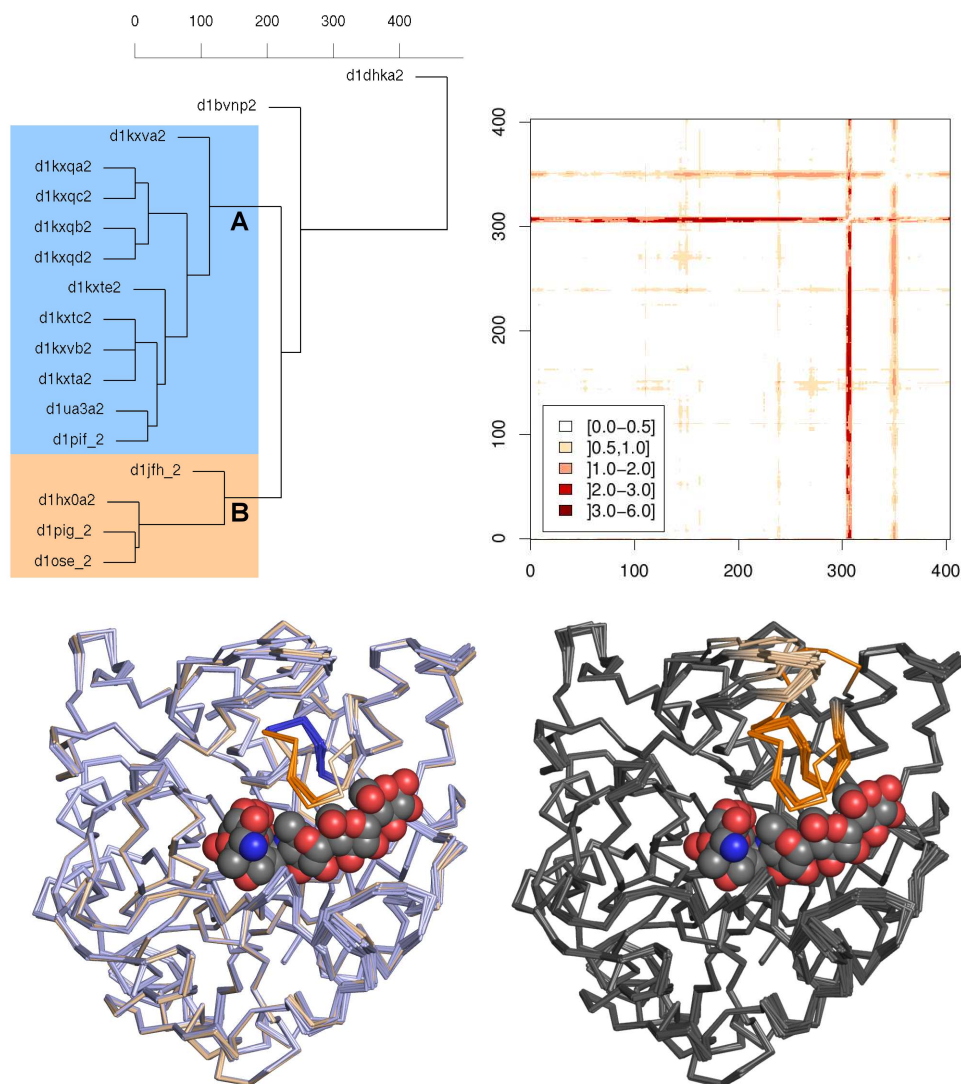 0 100 200 300 400
d1dhka2
d1bvnp2
d1kxva2
d1kxqa2
d1kxqc2
A
d1kxqb2
d1kxqd2
d1kxte2
d1kxtc2
d1kxvb2
d1kxta2
d1ua3a2
d1pif_2
d1jfh_2
d1hx0a2
B
d1pig_2
d1ose_2
400
300
200
100
0
[0.0−0.5]
]0.5,1.0]
]1.0−2.0]
]2.0−3.0]
]3.0−6.0]
0 100 200 300 400